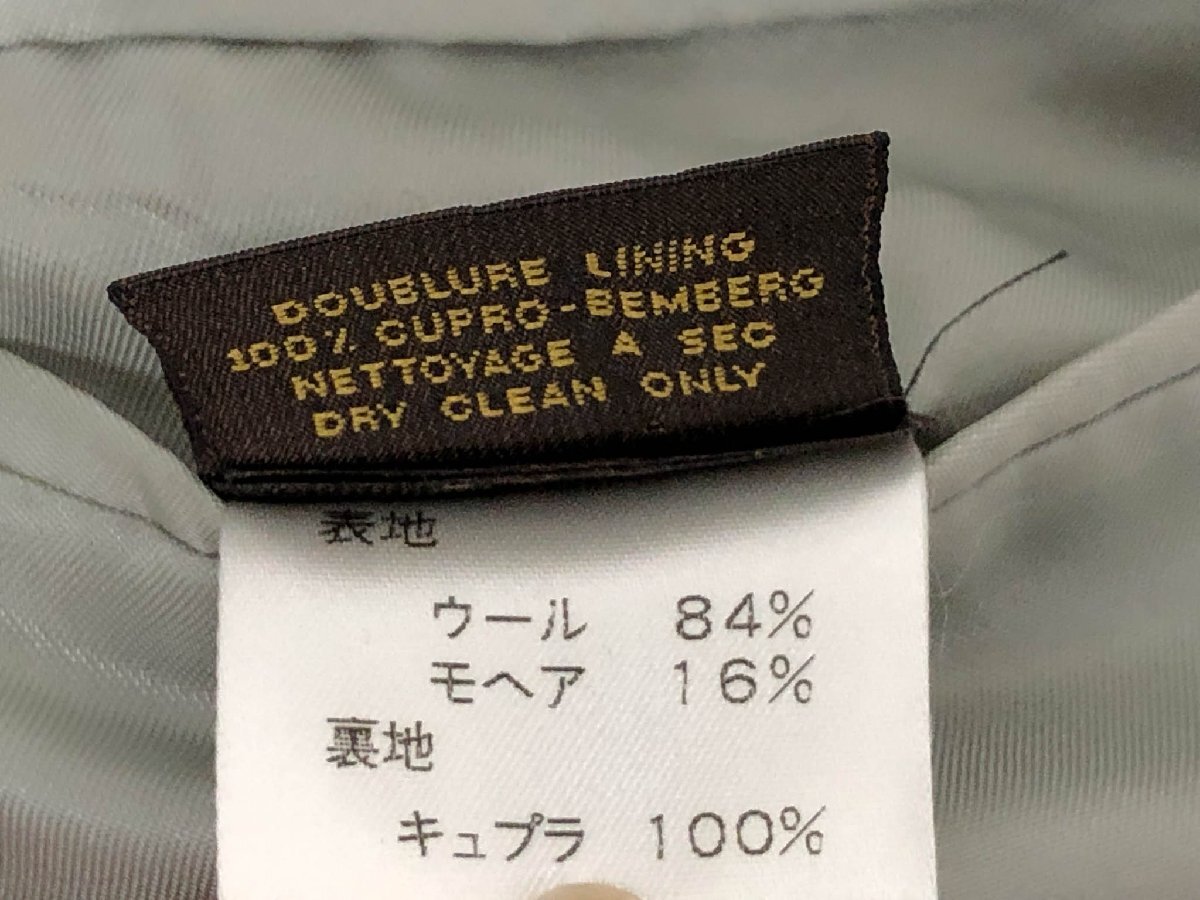 DOUBLURE LINING
100% CUPRO-BEMBERG
NETTOYAGE A SEC
DRY CLEAN ONLY
表地
ウール 84%
モヘア 16%
裏地
キュプラ 100%